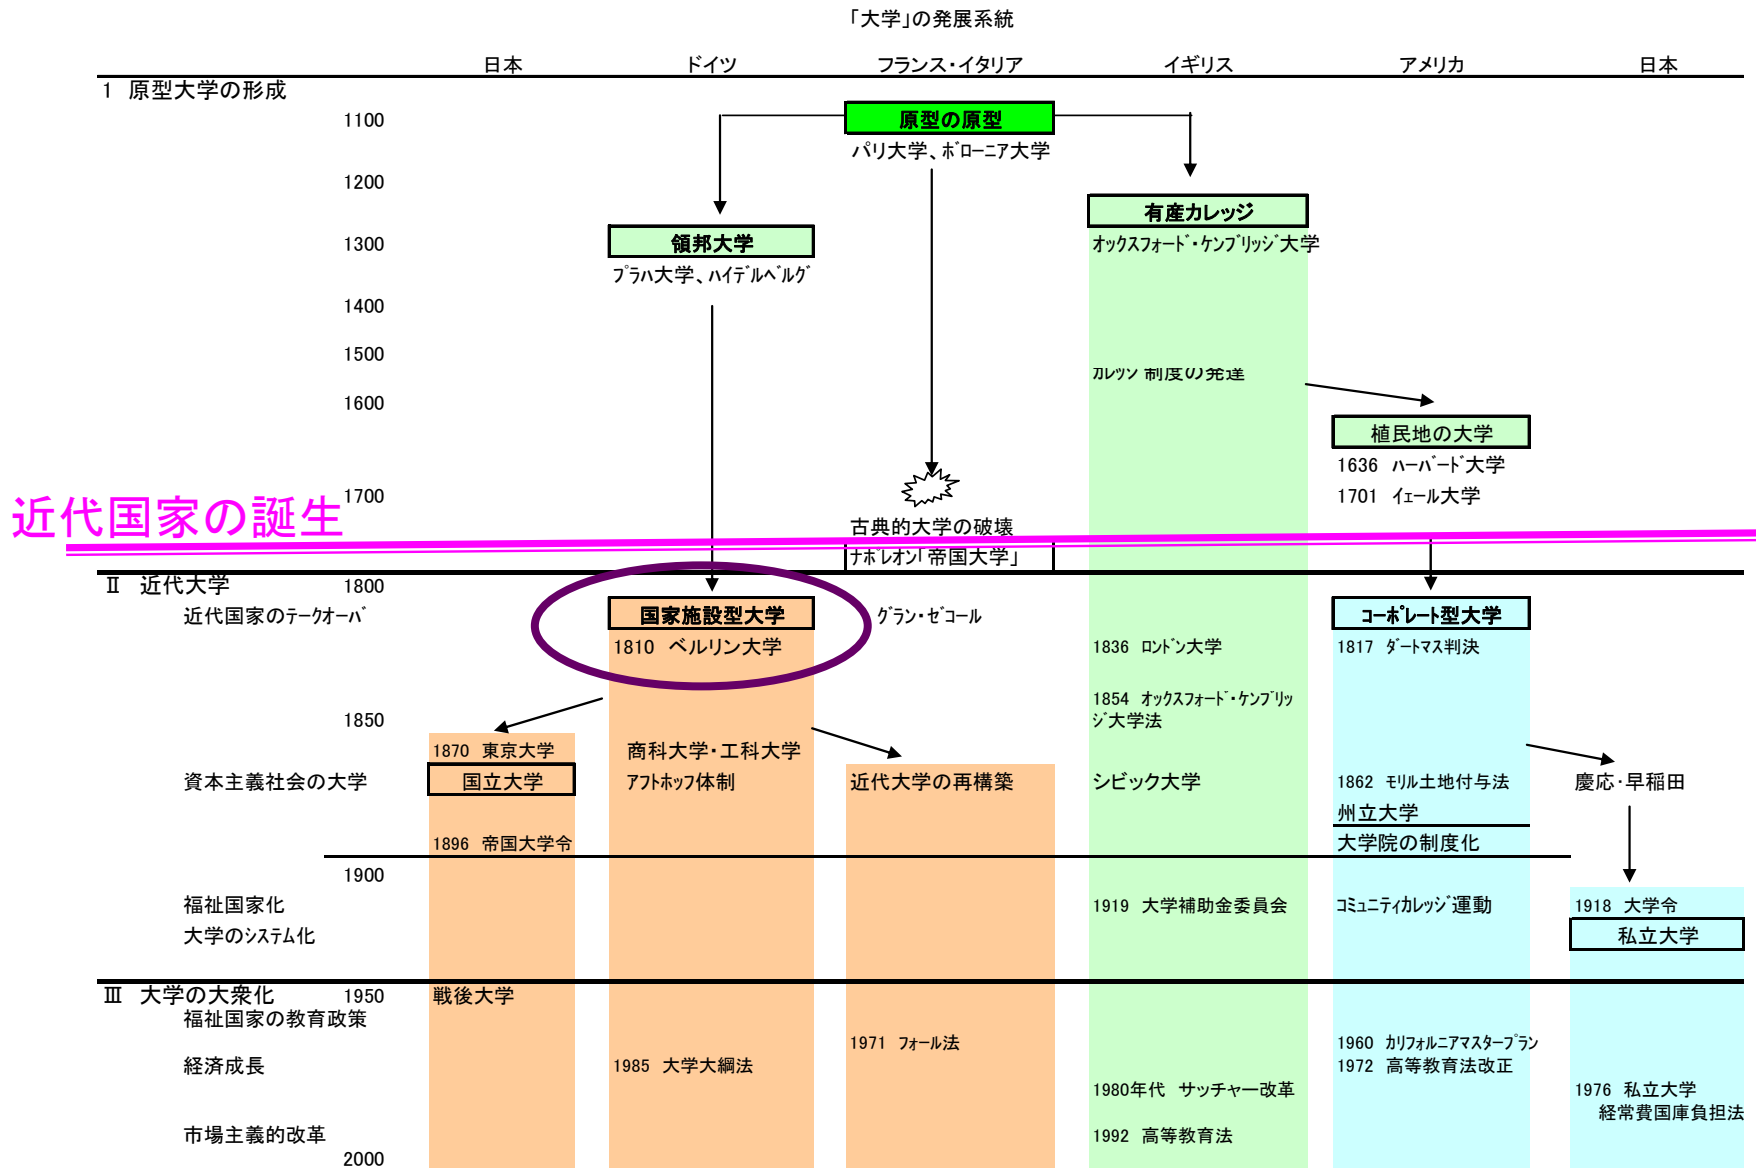 「大学」の発展系統
日本 ドイツ フランス・イタリア イギリス アメリカ 日本
1 原型大学の形成
1100 原型の原型
パリ大学、ボローニア大学
1200
有産カレッジ
1300 領邦大学 オックスフォード・ケンブリッジ大学
プラハ大学、ハイデルベルグ
1400
1500
カレッジ制度の発達
1600
植民地の大学
1636 ハーバード大学
1700 1701 イェール大学
近代国家の誕生
古典的大学の破壊
ナポレオン「帝国大学」
Ⅱ 近代大学 1800
近代国家のテークオーバ 国家施設型大学 グラン・ゼコール コーポレート型大学
1810 ベルリン大学 1836 ロンドン大学 1817 ダートマス判決
1854 オックスフォード・ケンブリッ
ジ大学法
1850
1870 東京大学 商科大学・工科大学
資本主義社会の大学 国立大学 アフトホッフ体制 近代大学の再構築 シビック大学 1862 モリル土地付与法 慶応・早稲田
州立大学
1896 帝国大学令 大学院の制度化
1900
福祉国家化 1919 大学補助金委員会 コミュニティカレッジ運動 1918 大学令
大学のシステム化 私立大学
Ⅲ 大学の大衆化 1950 戦後大学
福祉国家の教育政策
1971 フォール法 1960 カリフォルニアマスタープラン
経済成長 1985 大学大綱法 1972 高等教育法改正
1980年代 サッチャー改革 1976 私立大学
経常費国庫負担法
市場主義的改革 1992 高等教育法
2000